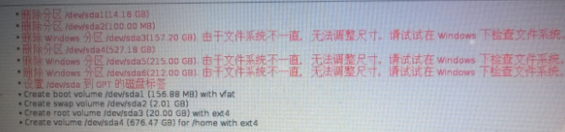 • 删除分区 /dev/sda1(14.16 GB)
• 删除分区 /dev/sda2(100.00 MB)
• 删除 Windows 分区 /dev/sda3(157.20 GB) 由于文件系统不一直，无法调整尺寸，请试试在 Windows 下检查文件系统。
• 删除分区 /dev/sda4(527.18 GB)
• 删除 Windows 分区 /dev/sda5(215.00 GB) 由于文件系统不一直，无法调整尺寸，请试试在 Windows 下检查文件系统。
• 删除 Windows 分区 /dev/sda6(212.00 GB) 由于文件系统不一直，无法调整尺寸，请试试在 Windows 下检查文件系统。
• 设置 /dev/sda 到 GPT 的磁盘标签
• Create boot volume /dev/sda1 (156.88 MB) with vfat
• Create swap volume /dev/sda2 (2.01 GB)
• Create root volume /dev/sda3 (20.00 GB) with ext4
• Create volume /dev/sda4 (676.47 GB) for /home with ext4